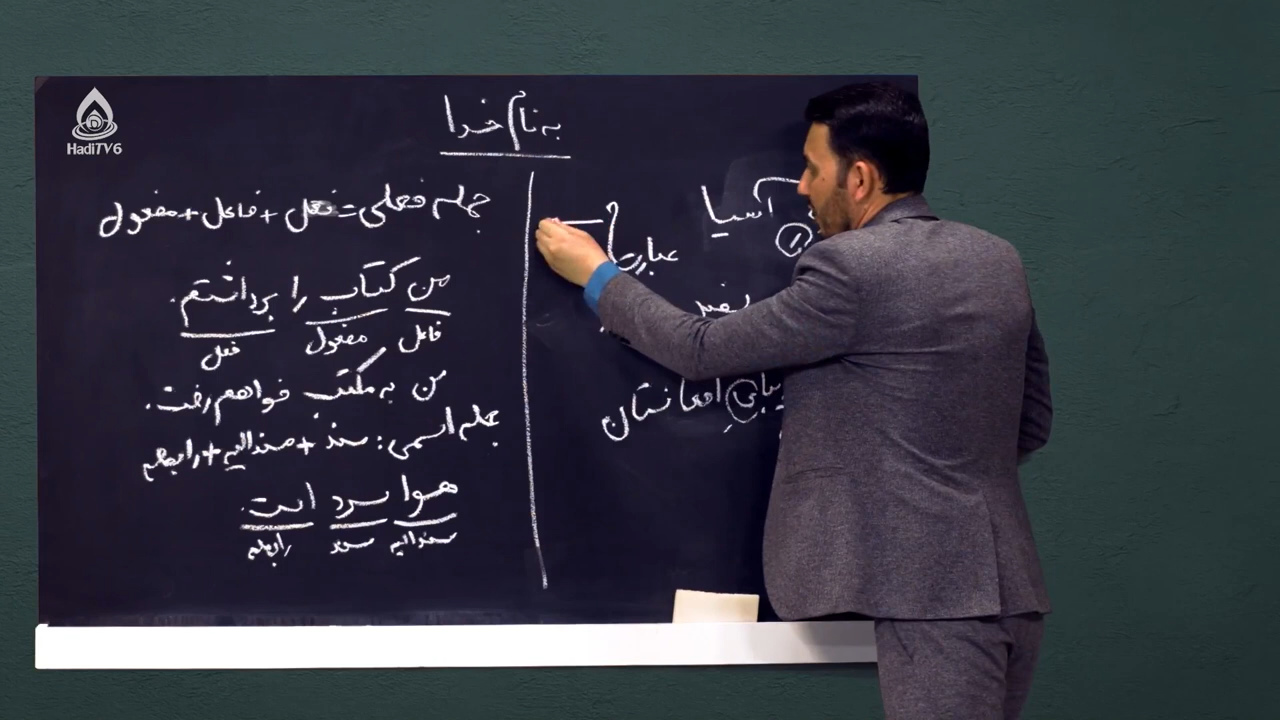 HadiTV6
به نام خدا
آسیا
عبارت
افغانستان
جمله فعلی = فعل + فاعل + مفعول
من کتاب را برداشتم.
فاعل مفعول فعل
من به مکتب خواهم رفت.
جمله اسمی: مسند + مسندالیه + رابطه
هوا سرد است.
مسندالیه مسند رابطه